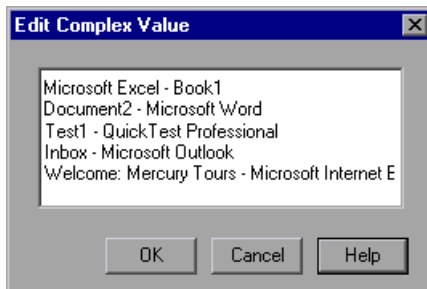 Edit Complex Value
Microsoft Excel - Book1
Document2 - Microsoft Word
Test1 - QuickTest Professional
Inbox - Microsoft Outlook
Welcome: Mercury Tours - Microsoft Internet E
OK Cancel Help